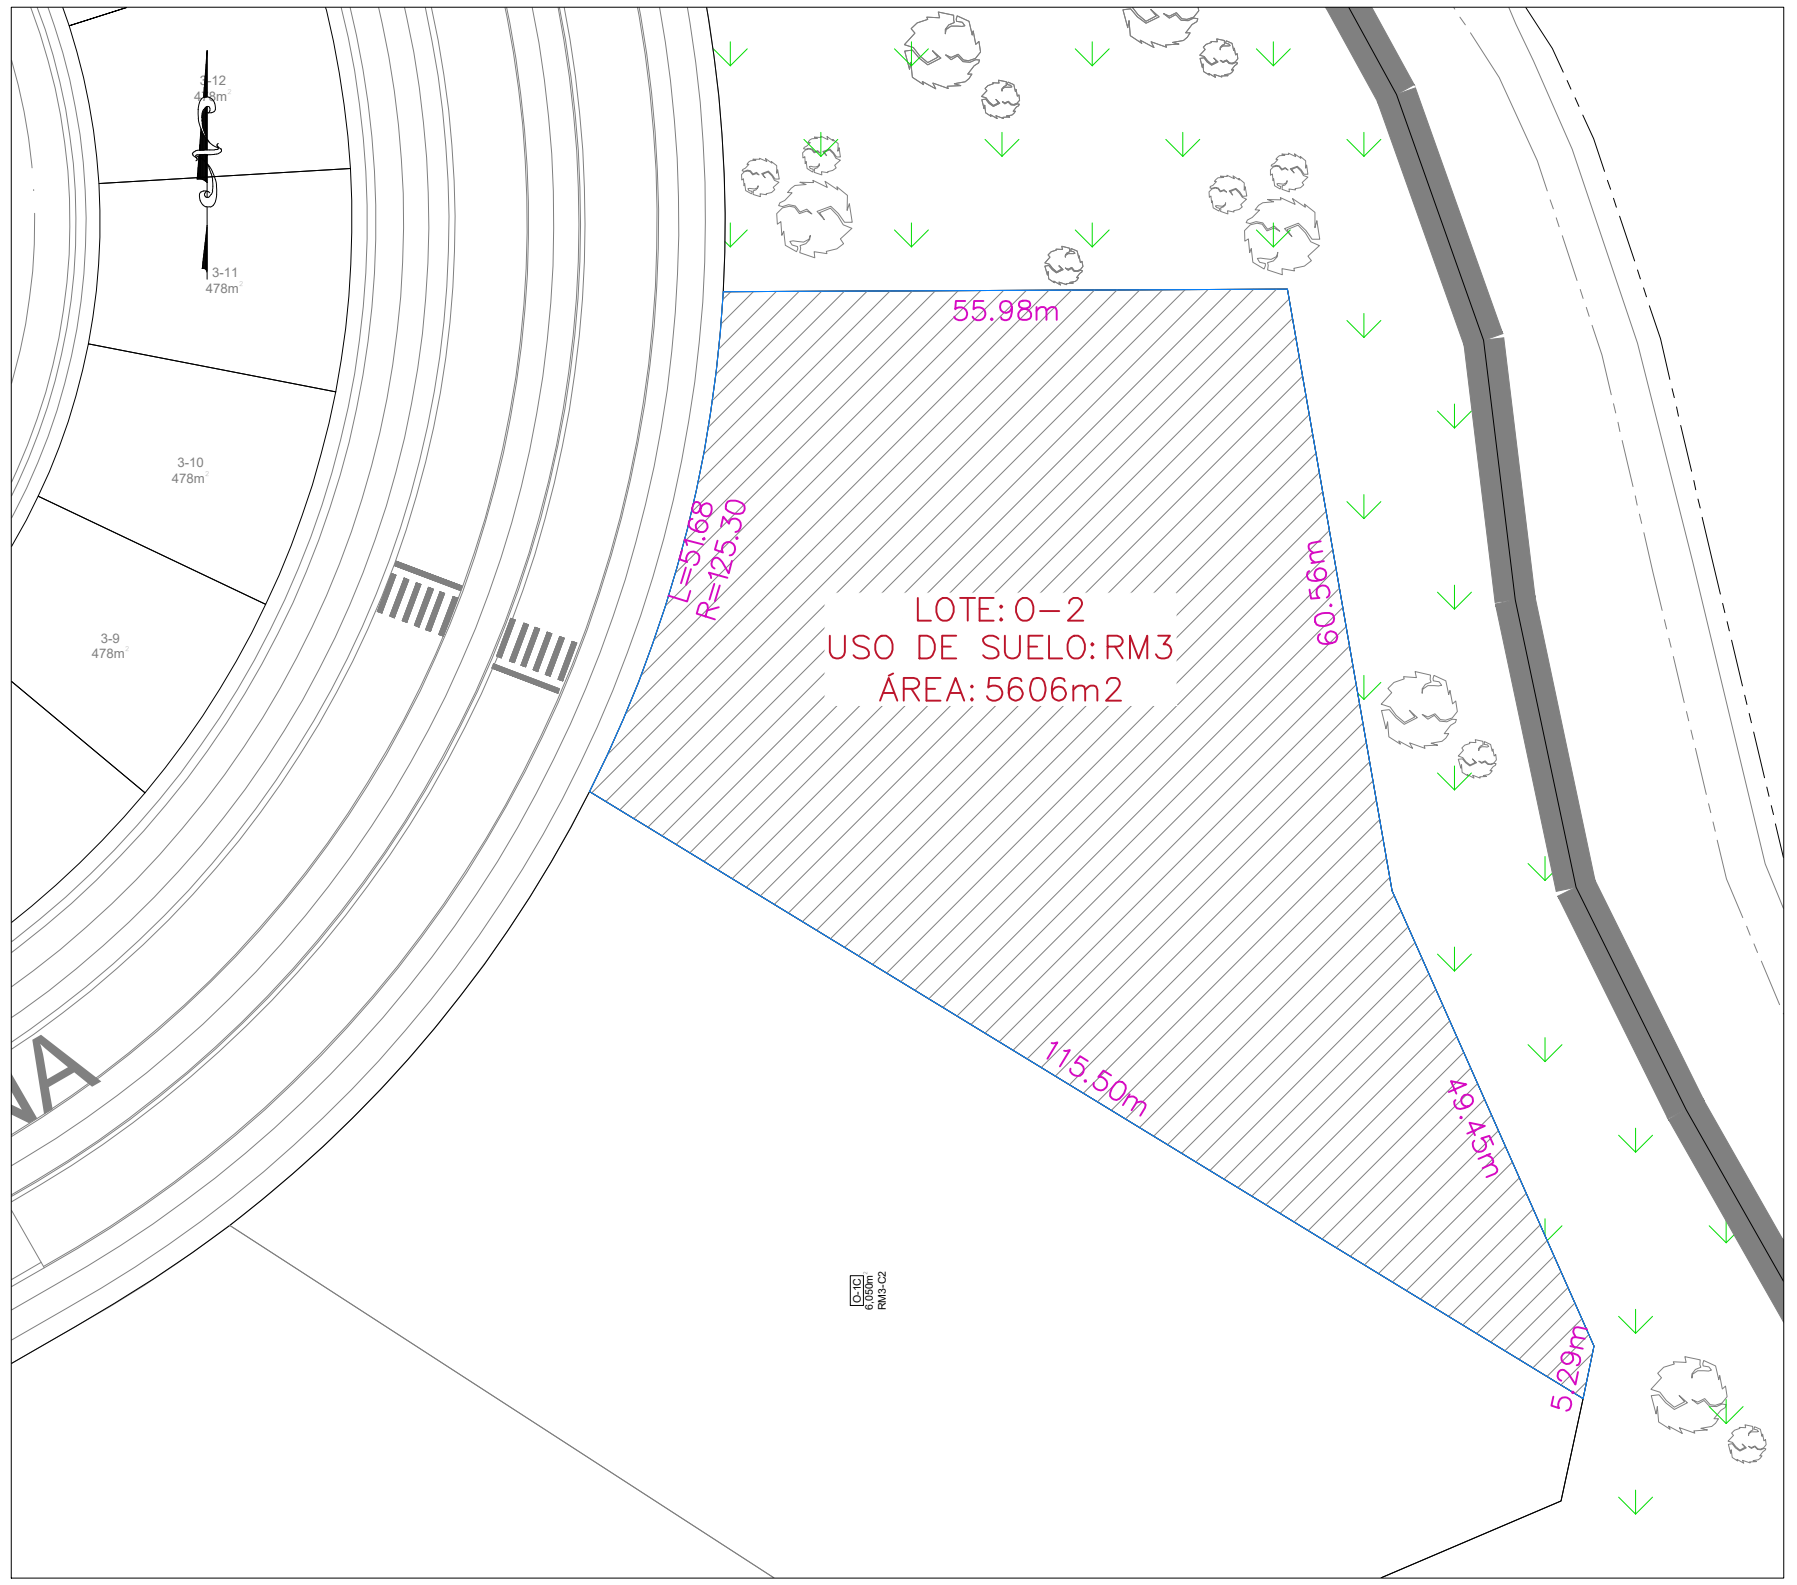 3-12
478m²
3-11
478m²
55.98m
3-10
478m²
L=51.68
R=125.30
60.56m
LOTE: O-2
USO DE SUELO: RM3
ÁREA: 5606m2
3-9
478m²
NA
115.50m
49.45m
O-1C
6,050m²
RM3-C2
5.29m